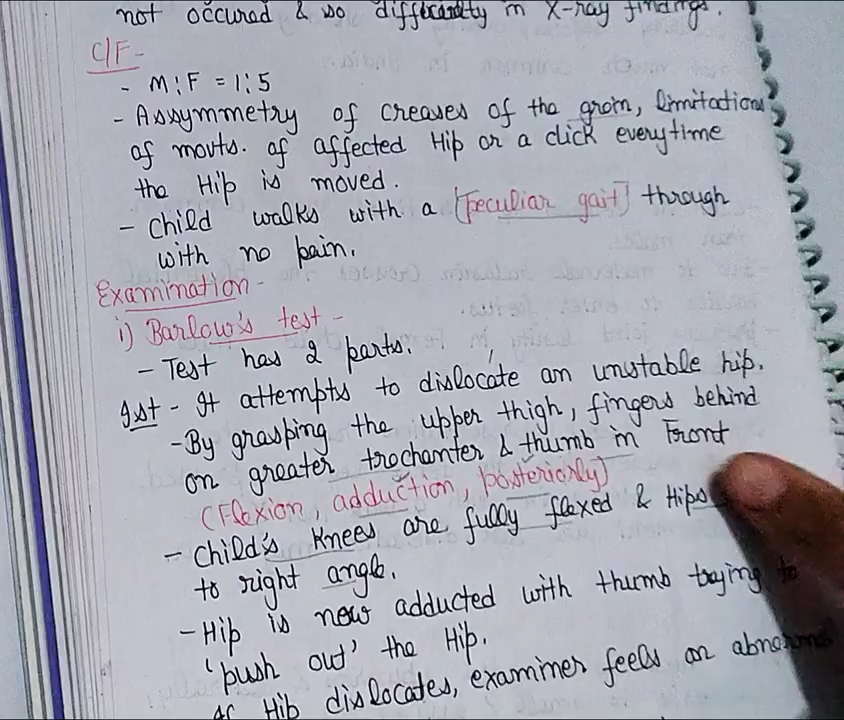 not occured & so difficulty in X-ray findings.
C/F -
- M:F = 1:5
- Assymmetry of creases of the groin, limitation
of movts. of affected Hip or a click everytime
the Hip is moved.
- Child walks with a [peculiar gait] through
with no pain.
Examination -
i) Barlow's test -
- Test has 2 parts.
Ist - It attempts to dislocate an unstable hip.
- By grasping the upper thigh, fingers behind
on greater trochanter & thumb in Front
(Flexion, adduction, posteriorly)
- Child's Knees are fully flexed & Hips
to right angle.
- Hip is now adducted with thumb trying to
'push out' the Hip.
Hip dislocates, examiner feels an